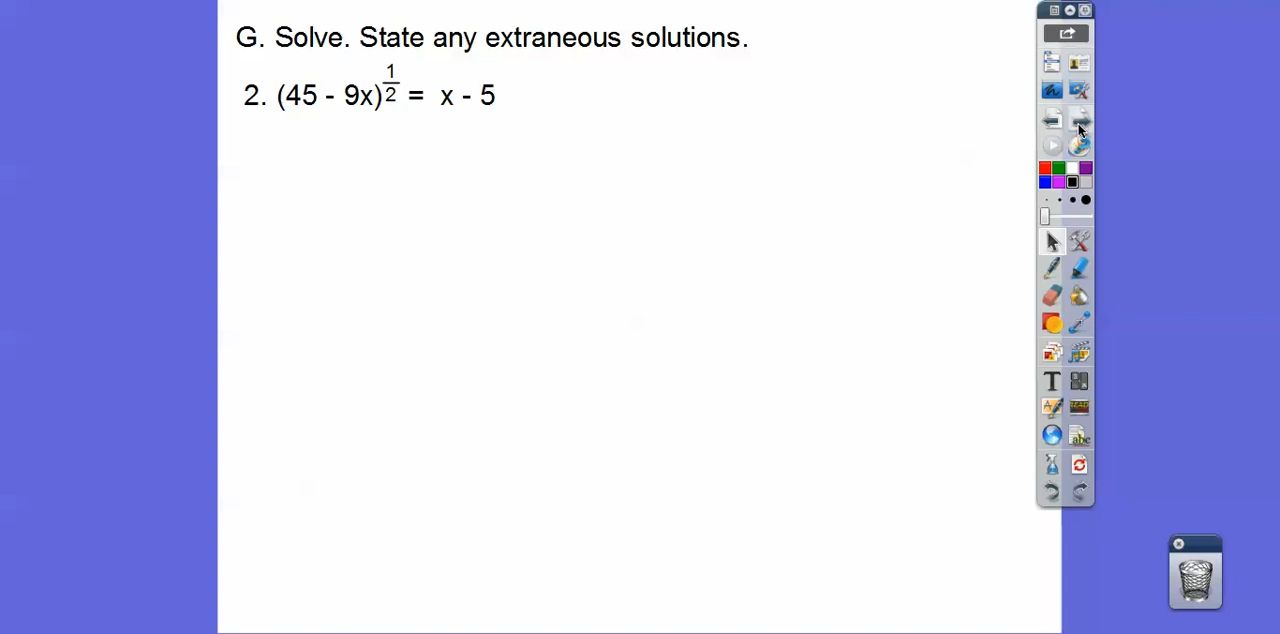 G. Solve. State any extraneous solutions.
2. (45 - 9x)^(1/2) = x - 5